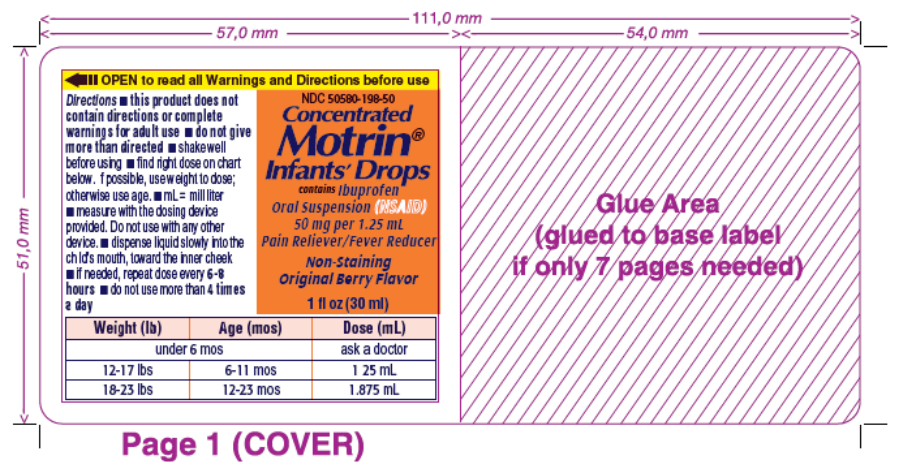 111,0 mm
57,0 mm
54,0 mm
51,0 mm
OPEN to read all Warnings and Directions before use
Directions ■ this product does not
contain directions or complete
warnings for adult use ■ do not give
more than directed ■ shake well
before using ■ find right dose on chart
below. f possible, use weight to dose;
otherwise use age. ■ mL = mill liter
■ measure with the dosing device
provided. Do not use with any other
device. ■ dispense liquid slowly into the
ch ld's mouth, toward the inner cheek
■ if needed, repeat dose every 6-8
hours ■ do not use more than 4 times
a day
NDC 50580-198-50
Concentrated
Motrin®
Infants' Drops
contains Ibuprofen
Oral Suspension (NSAID)
50 mg per 1.25 mL
Pain Reliever/Fever Reducer
Non-Staining
Original Berry Flavor
1 fl oz (30 ml)
Weight (lb) Age (mos) Dose (mL)
under 6 mos ask a doctor
12-17 lbs 6-11 mos 1 25 mL
18-23 lbs 12-23 mos 1.875 mL
Glue Area
(glued to base label
if only 7 pages needed)
Page 1 (COVER)